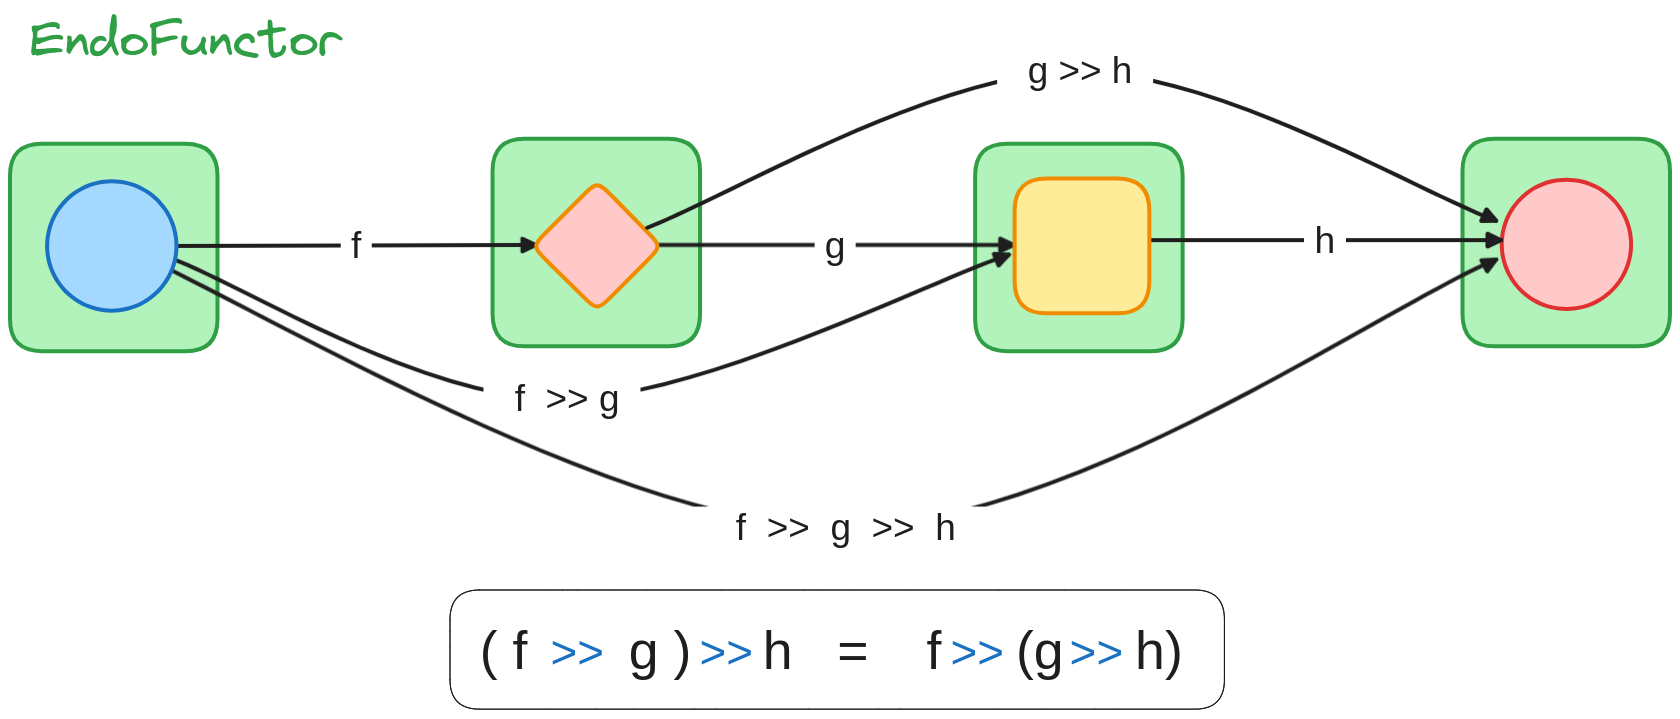 EndoFunctor
g >> h
f
g
h
f >> g
f >> g >> h
( f >> g ) >> h = f >> (g >> h)